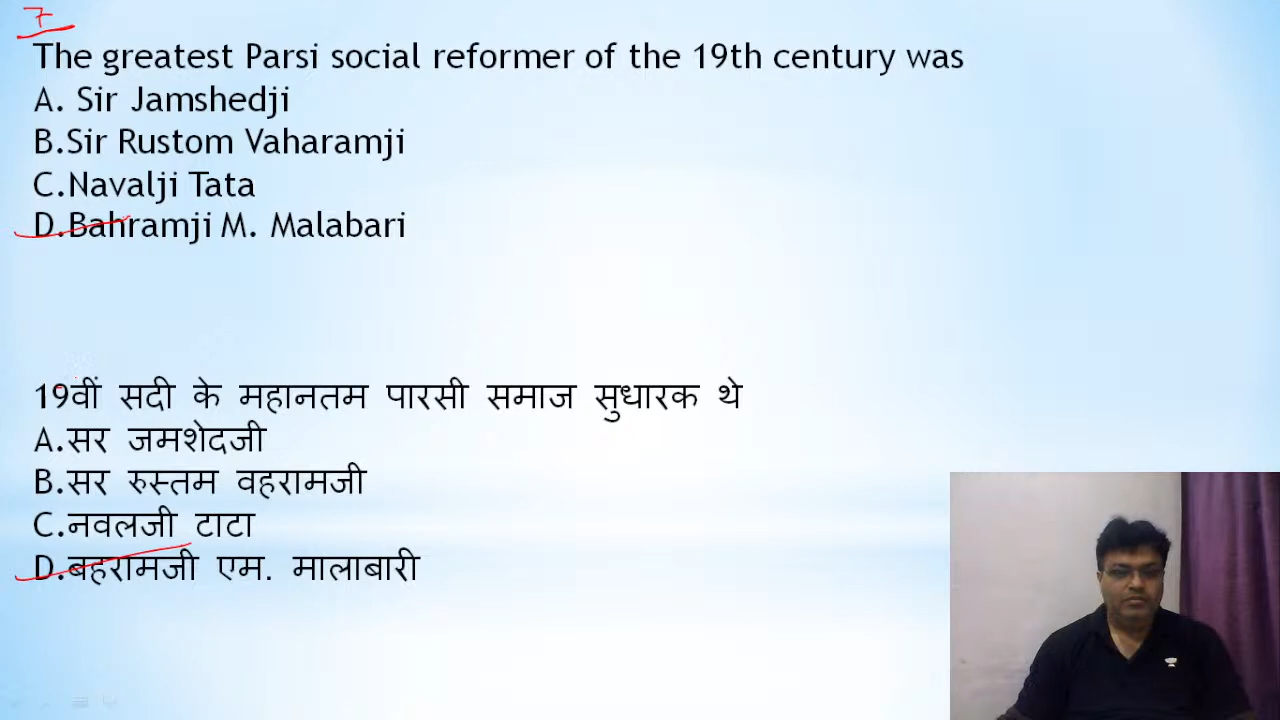 7
The greatest Parsi social reformer of the 19th century was
A. Sir Jamshedji
B.Sir Rustom Vaharamji
C.Navalji Tata
D.Bahramji M. Malabari
19वीं सदी के महानतम पारसी समाज सुधारक थे
A.सर जमशेदजी
B.सर रुस्तम वहरामजी
C.नवलजी टाटा
D.बहरामजी एम. मालाबारी